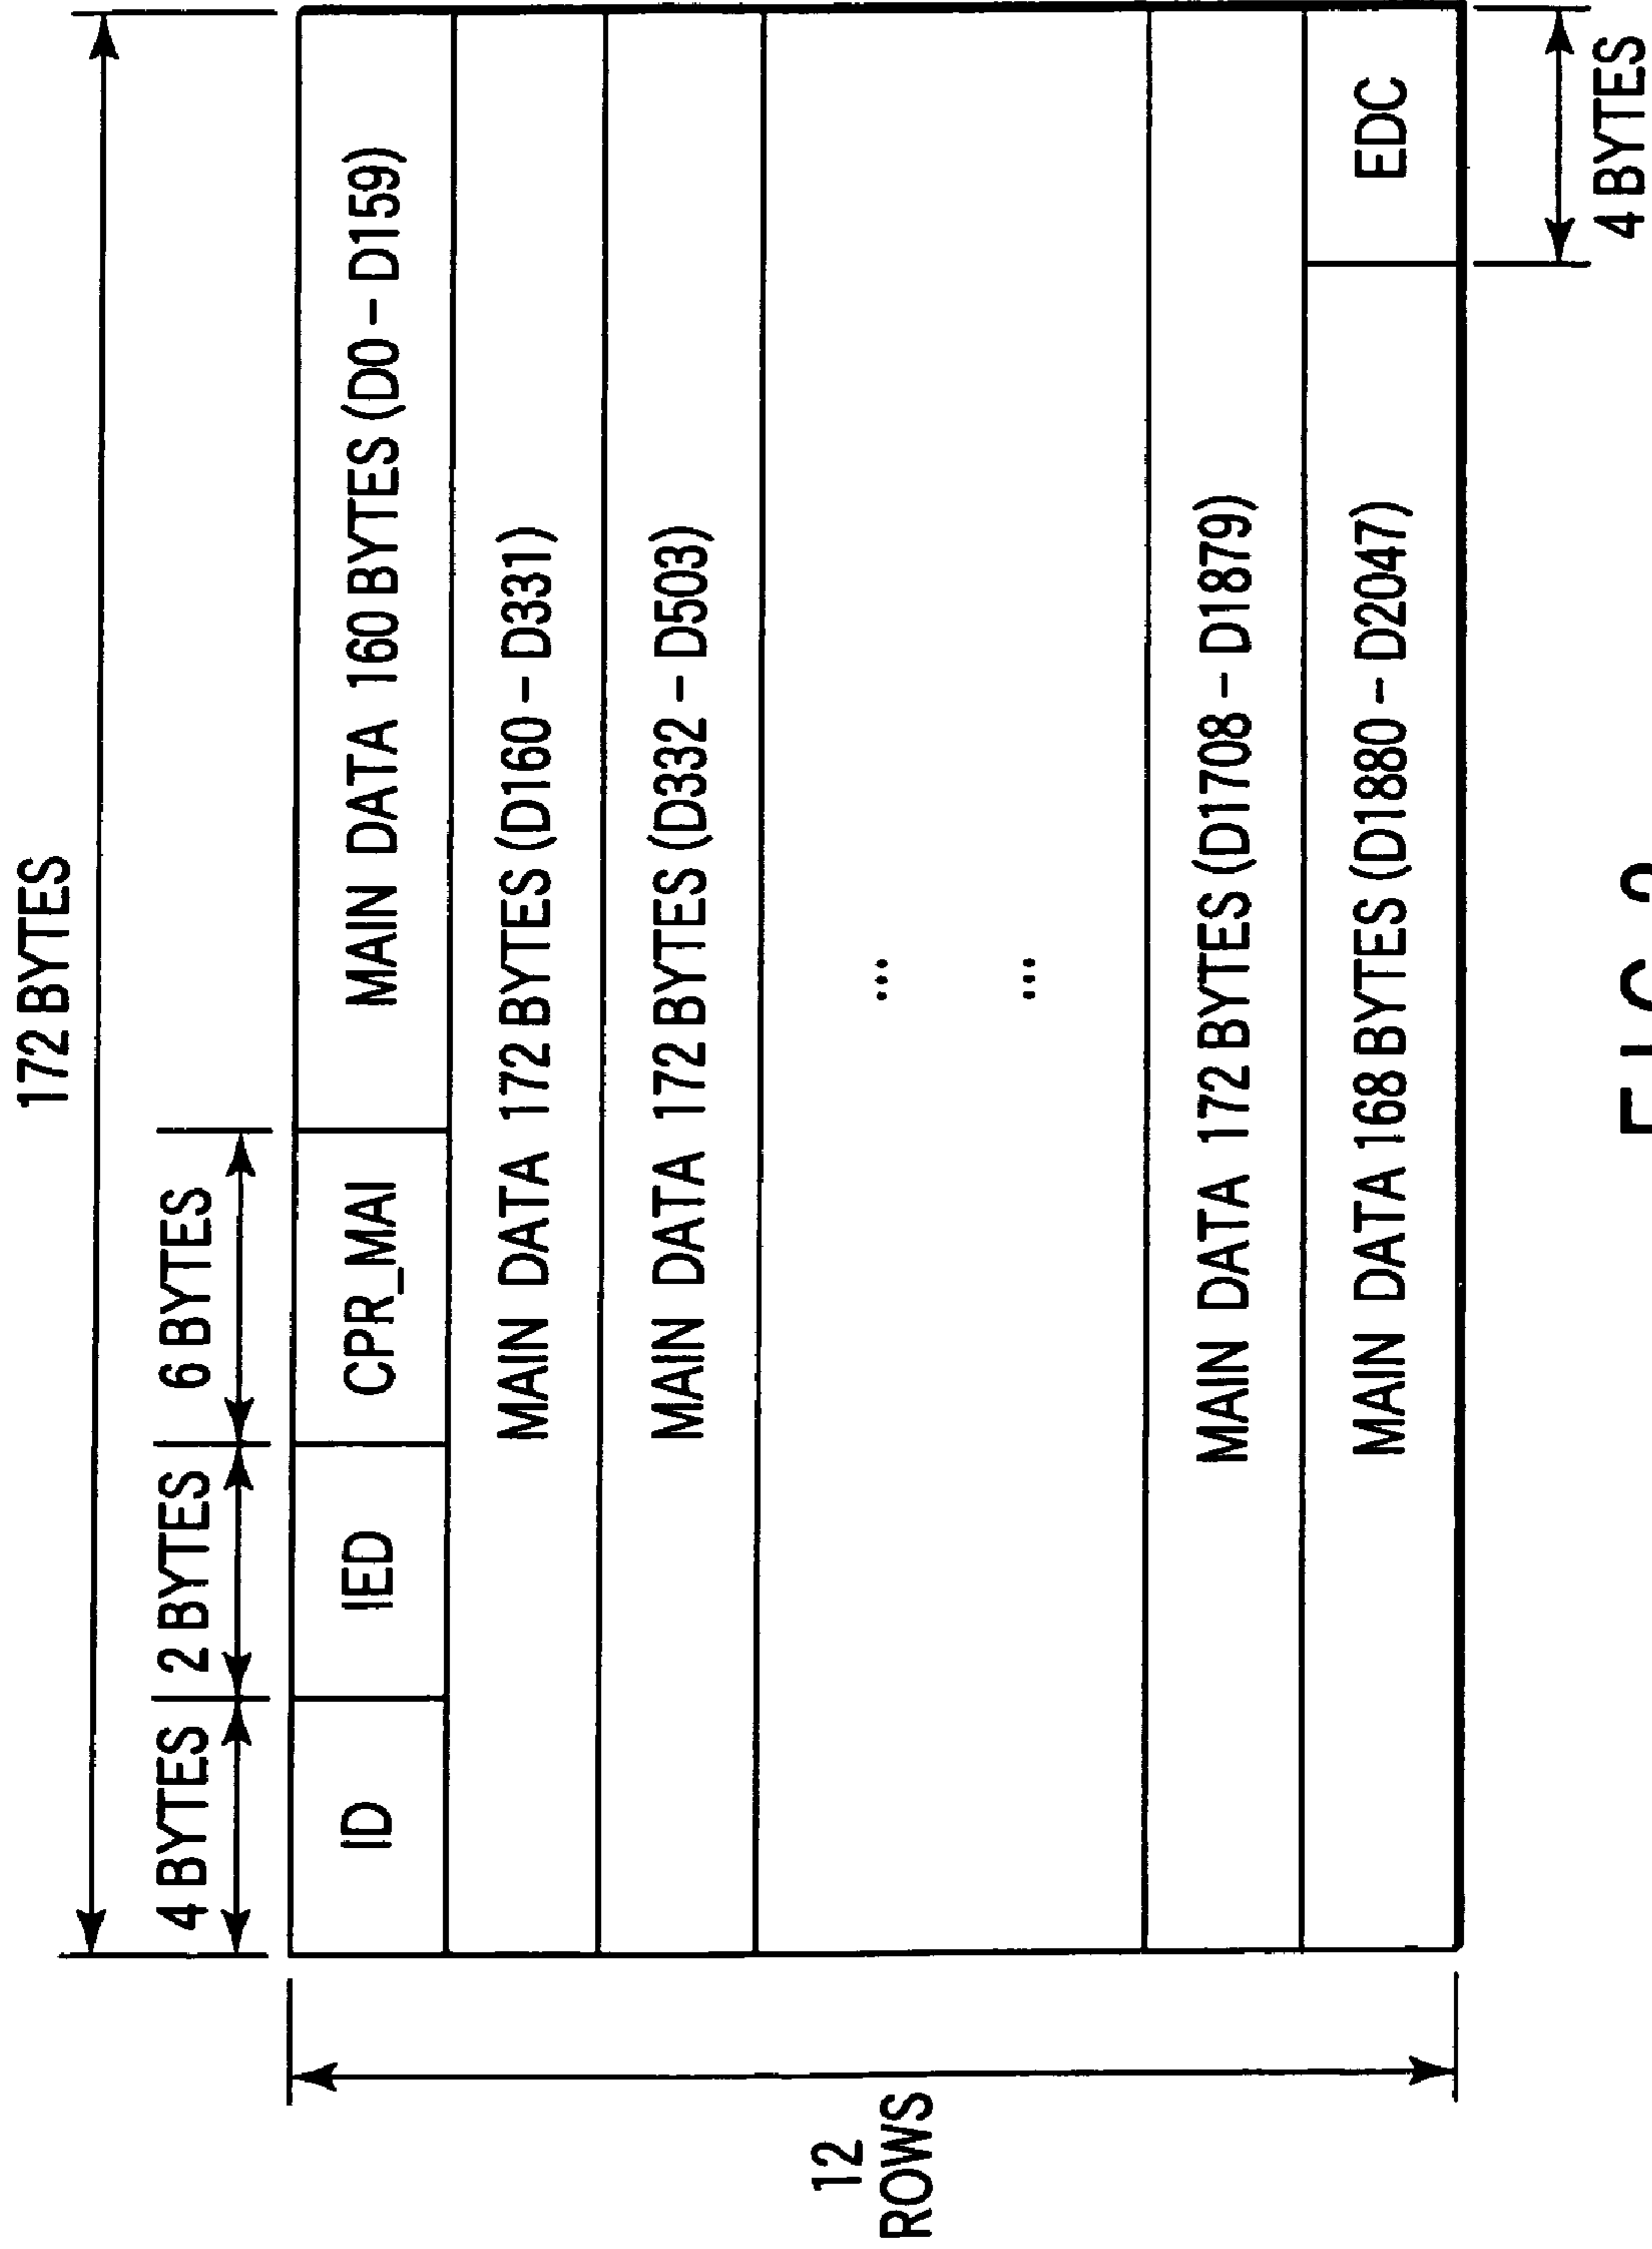 172 BYTES
4 BYTES
2 BYTES
6 BYTES
ID
IED
CPR_MAI
MAIN DATA 160 BYTES (D0 – D159)
MAIN DATA 172 BYTES (D160 – D331)
MAIN DATA 172 BYTES (D332 – D503)
...
...
MAIN DATA 172 BYTES (D1708 – D1879)
MAIN DATA 168 BYTES (D1880 – D2047)
EDC
12
ROWS
4 BYTES